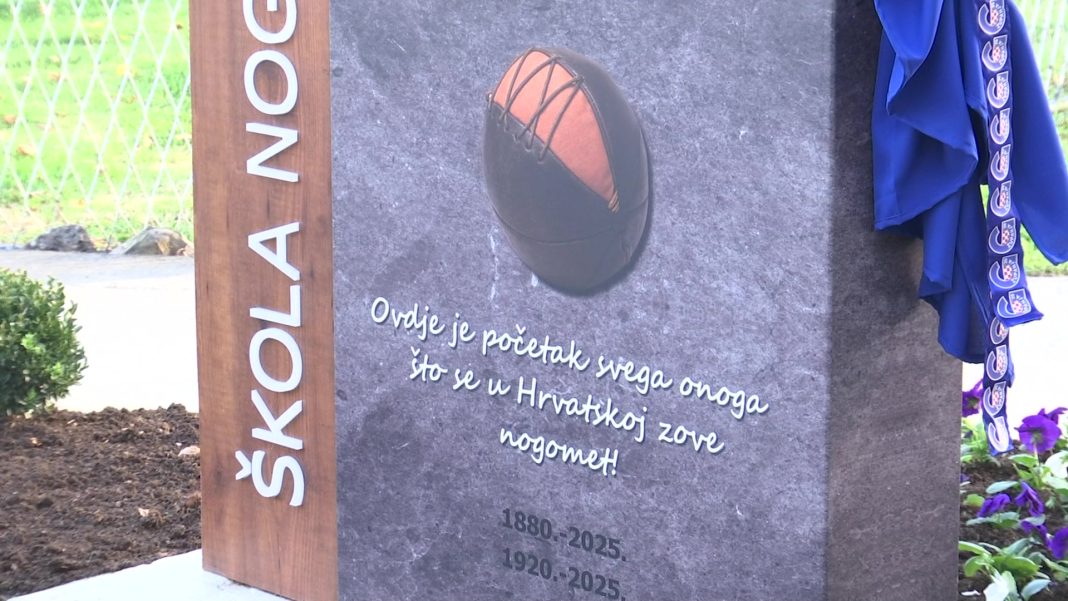 ŠKOLA NOG
Ovdje je početak svega onoga
što se u Hrvatskoj zove
nogomet!
1880.-2025.
1920.-2025.